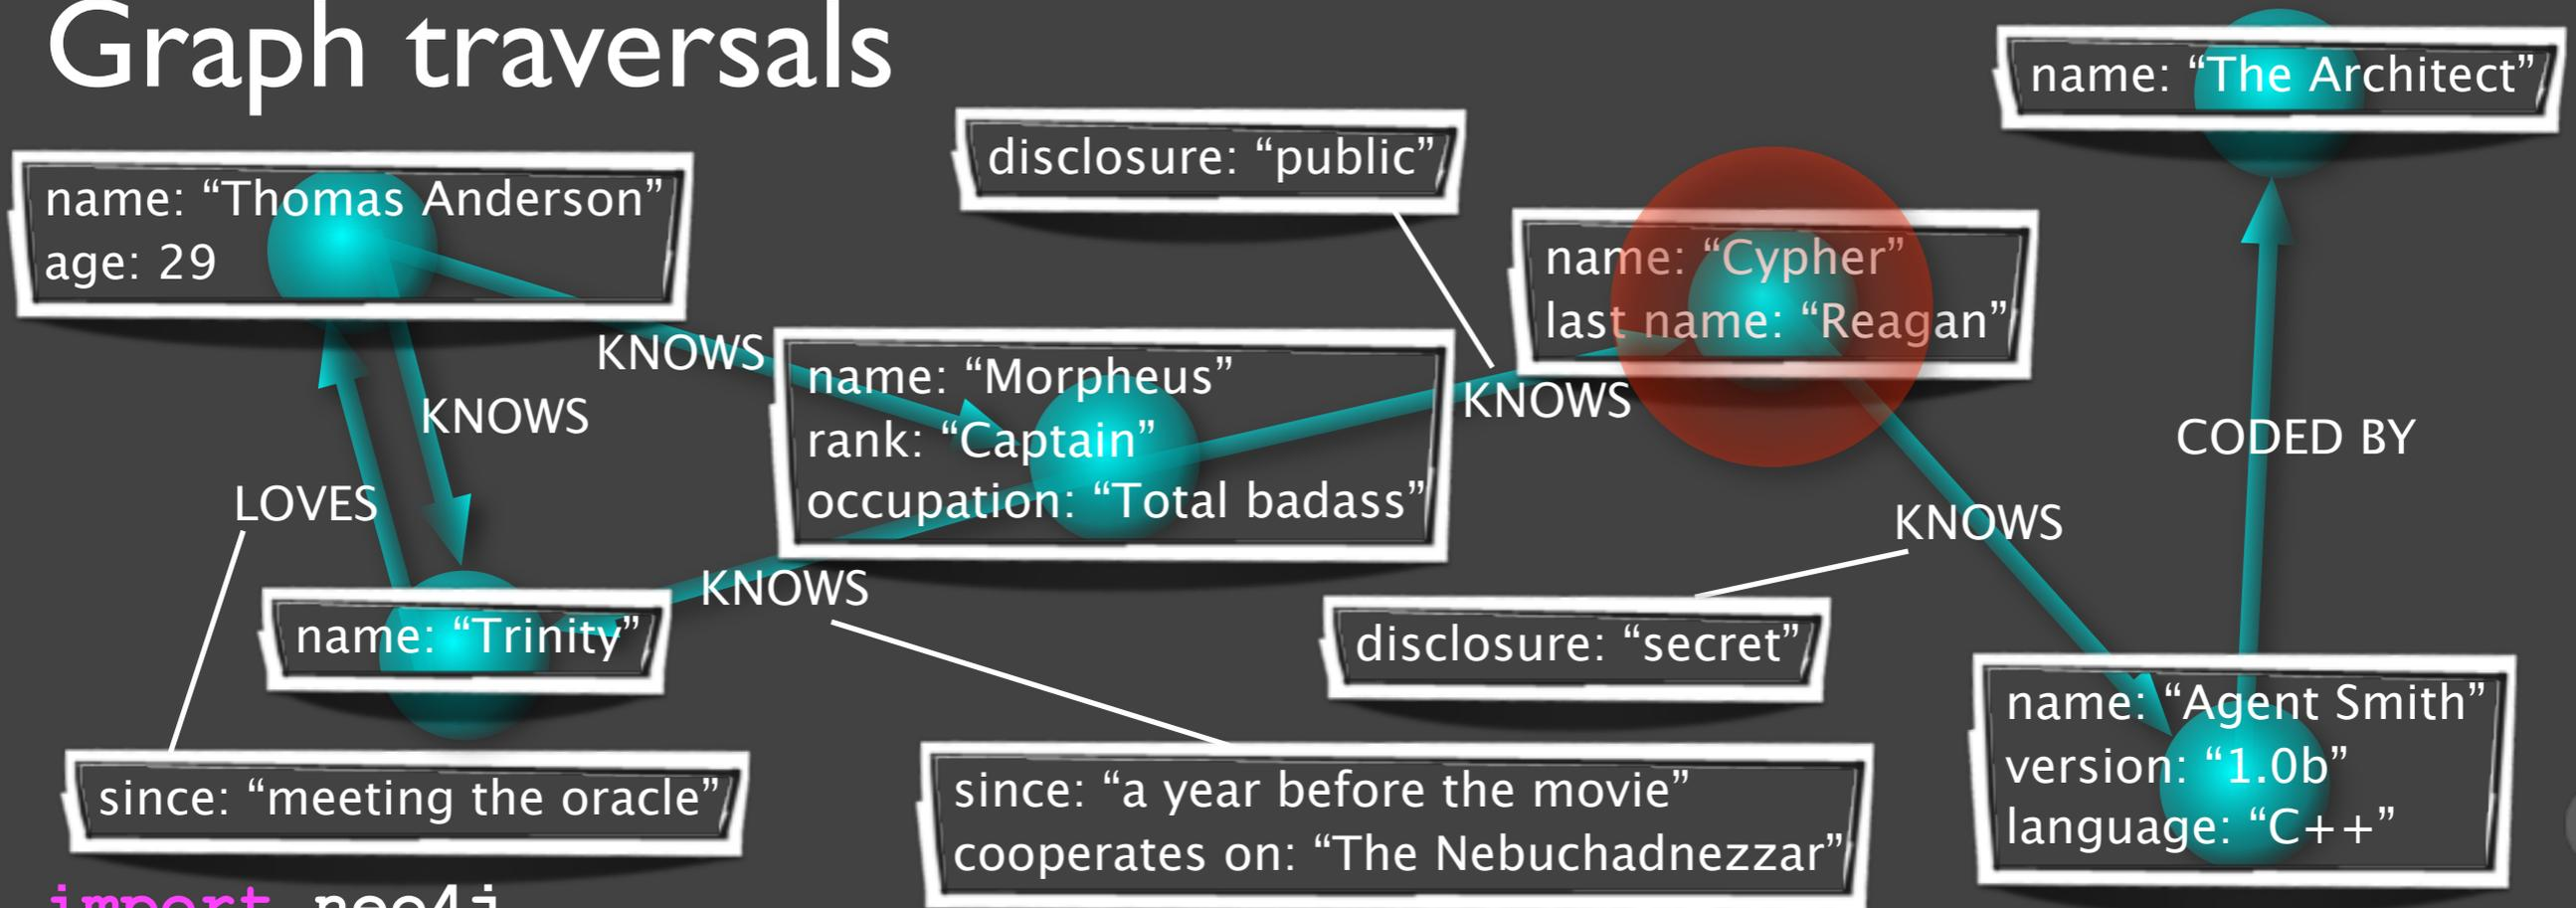 Graph traversals
name: “The Architect”
disclosure: “public”
name: “Thomas Anderson”
age: 29
name: “Cypher”
last name: “Reagan”
KNOWS
name: “Morpheus”
rank: “Captain”
occupation: “Total badass”
KNOWS
KNOWS
CODED BY
LOVES
KNOWS
KNOWS
name: “Trinity”
disclosure: “secret”
name: “Agent Smith”
version: “1.0b”
language: “C++”
since: “meeting the oracle”
since: “a year before the movie”
cooperates on: “The Nebuchadnezzar”
import neo4j